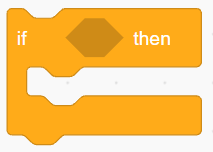 if then